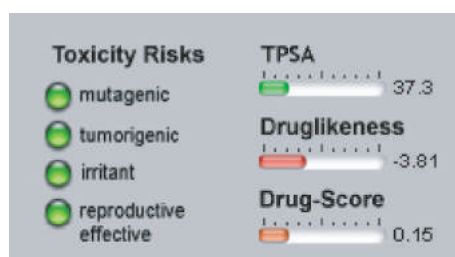 Toxicity Risks
mutagenic
tumorigenic
irritant
reproductive
effective
TPSA
37.3
Druglikeness
-3.81
Drug-Score
0.15